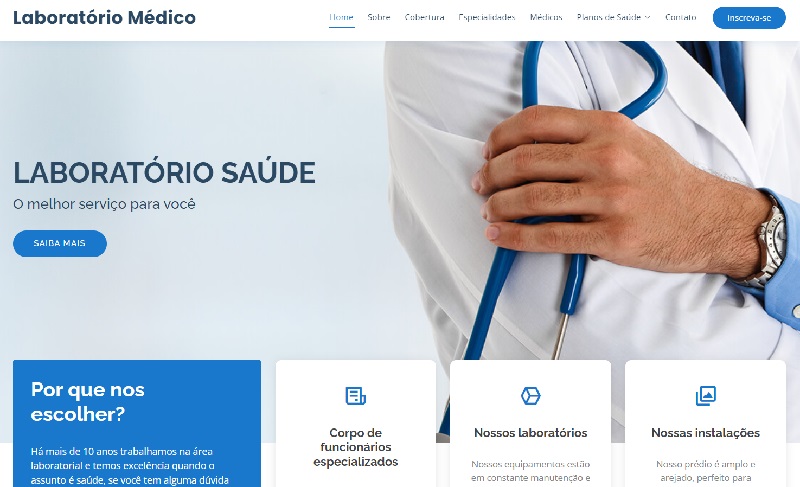 Laboratório Médico
Home Sobre Cobertura Especialidades Médicos Planos de Saúde Contato Inscreva-se
LABORATÓRIO SAÚDE
O melhor serviço para você
SAIBA MAIS
Por que nos
escolher?
Há mais de 10 anos trabalhamos na área
laboratorial e temos excelência quando o
assunto é saúde, se você tem alguma dúvida
Corpo de
funcionários
especializados
Nossos laboratórios
Nossos equipamentos estão
em constante manutenção e
Nossas instalações
Nosso prédio é amplo e
arejado, perfeito para